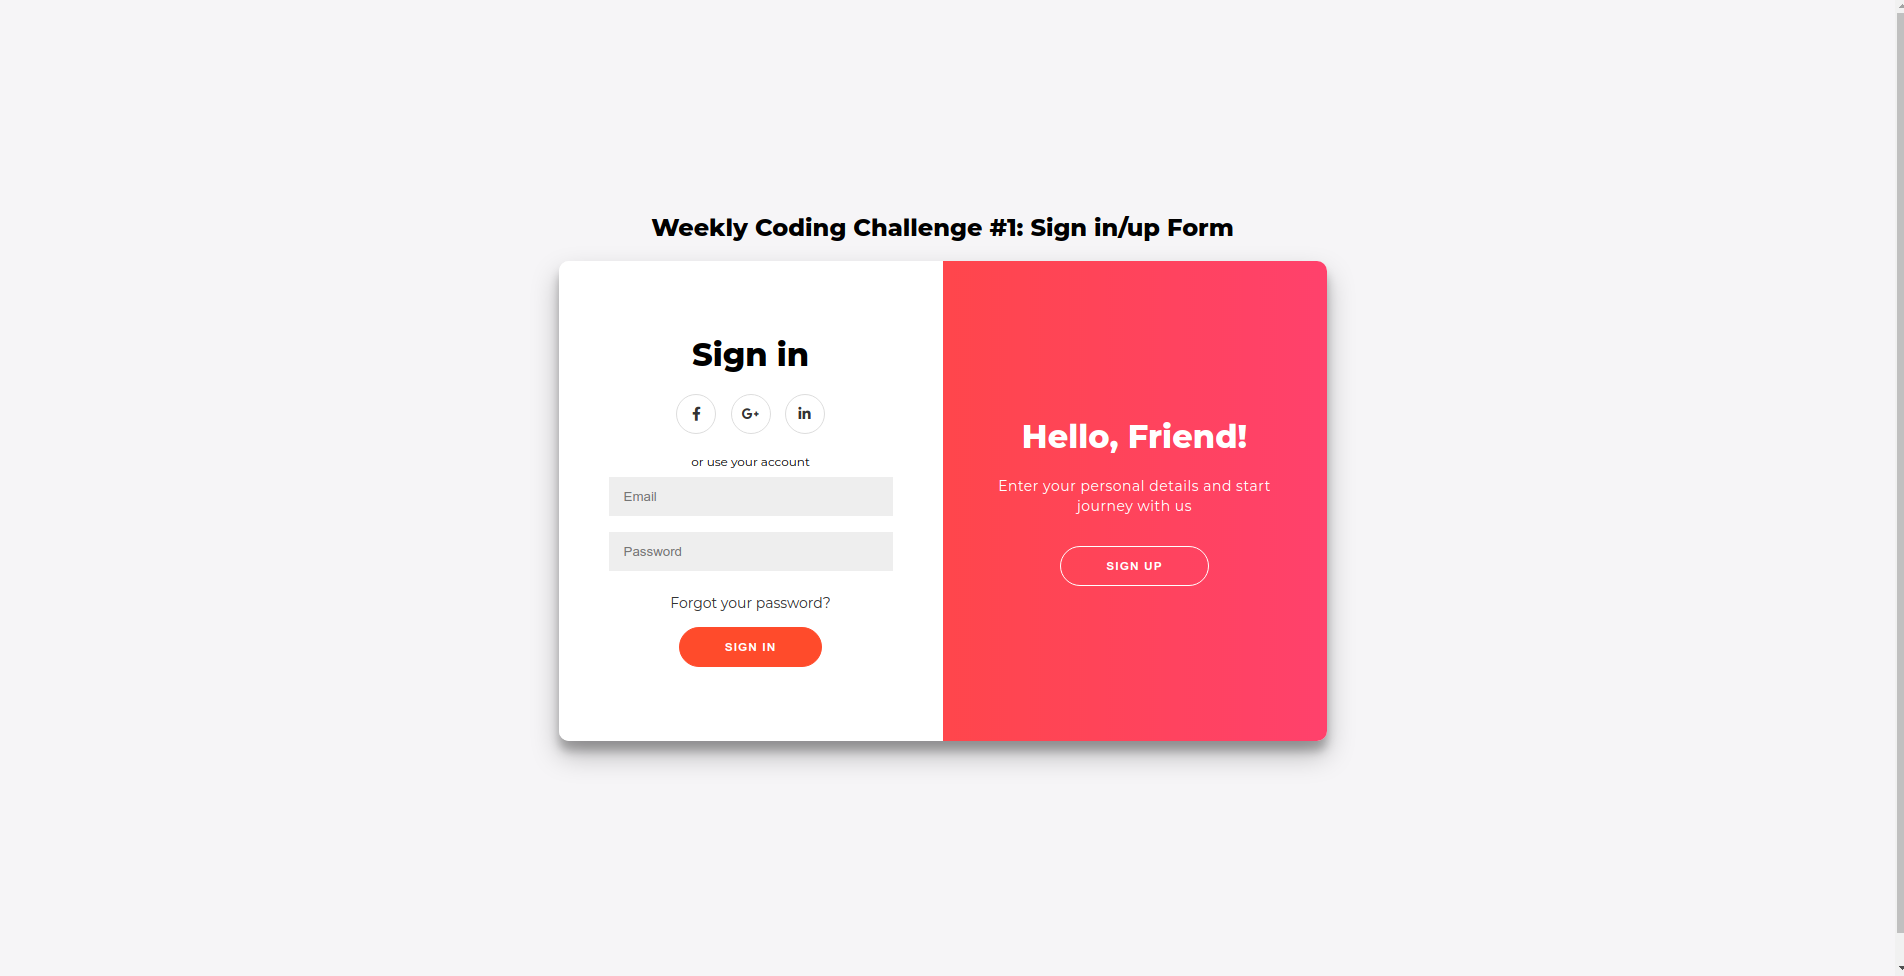 Weekly Coding Challenge #1: Sign in/up Form
Sign in
f G+ in
or use your account
Email
Password
Forgot your password?
SIGN IN
Hello, Friend!
Enter your personal details and start
journey with us
SIGN UP